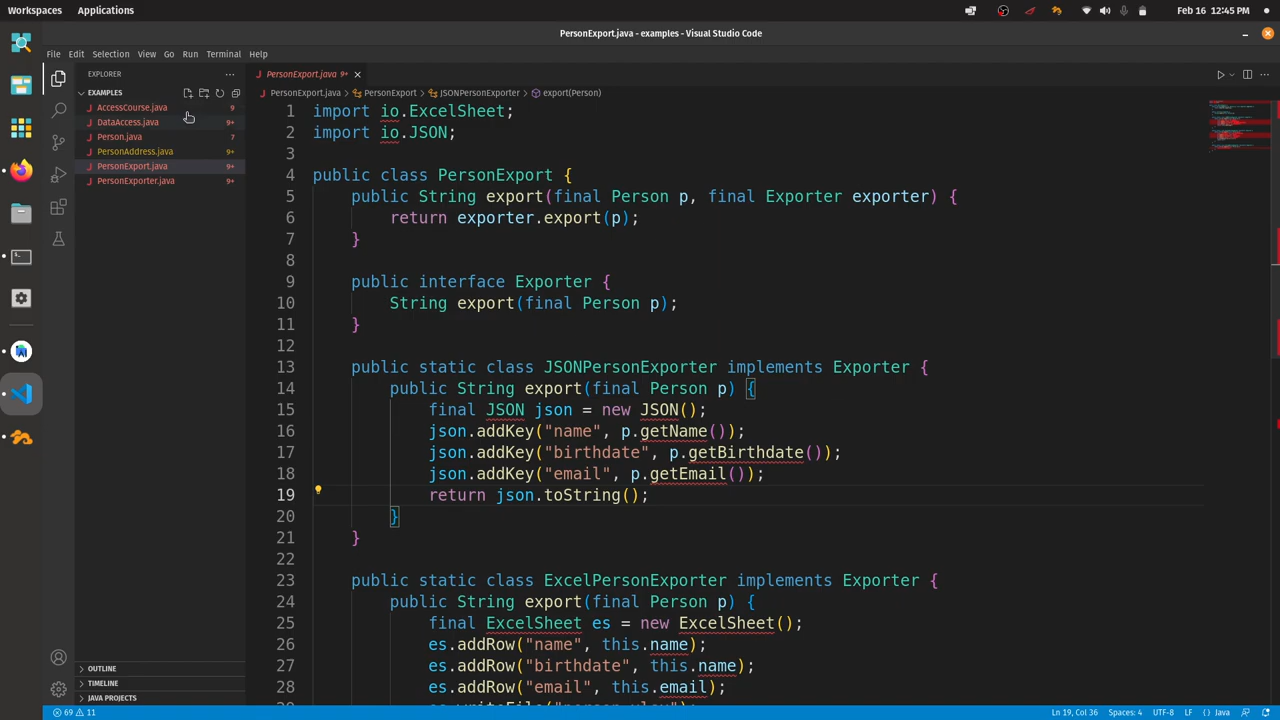 Workspaces Applications Feb 16 12:45 PM
PersonExport.java - examples - Visual Studio Code
File Edit Selection View Go Run Terminal Help
EXPLORER
PersonExport.java 9+
EXAMPLES
PersonExport.java PersonExport JSONPersonExporter export(Person)
AccessCourse.java 9
DataAccess.java 9+
Person.java 7
PersonAddress.java 9+
PersonExport.java 9+
PersonExporter.java 9+
1 import io.ExcelSheet;
2 import io.JSON;
3
4 public class PersonExport {
5 public String export(final Person p, final Exporter exporter) {
6 return exporter.export(p);
7 }
8
9 public interface Exporter {
10 String export(final Person p);
11 }
12
13 public static class JSONPersonExporter implements Exporter {
14 public String export(final Person p) {
15 final JSON json = new JSON();
16 json.addKey("name", p.getName());
17 json.addKey("birthdate", p.getBirthdate());
18 json.addKey("email", p.getEmail());
19 return json.toString();
20 }
21 }
22
23 public static class ExcelPersonExporter implements Exporter {
24 public String export(final Person p) {
25 final ExcelSheet es = new ExcelSheet();
26 es.addRow("name", this.name);
27 es.addRow("birthdate", this.name);
28 es.addRow("email", this.email);
OUTLINE
TIMELINE
JAVA PROJECTS
69 11 Ln 19, Col 36 Spaces: 4 UTF-8 LF {} Java